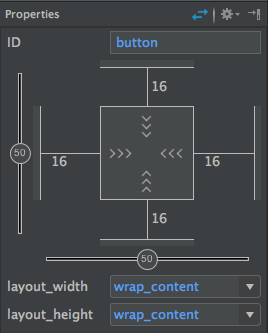 Properties
ID button
16
50
16 16
16
50
layout_width wrap_content
layout_height wrap_content